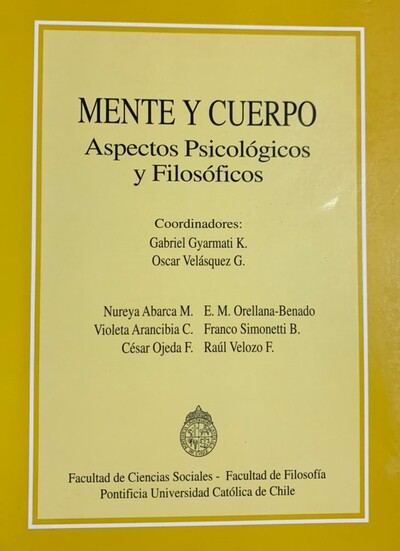 MENTE Y CUERPO
Aspectos Psicológicos
y Filosóficos
Coordinadores:
Gabriel Gyarmati K.
Oscar Velásquez G.
Nureya Abarca M. E. M. Orellana-Benado
Violeta Arancibia C. Franco Simonetti B.
César Ojeda F. Raúl Velozo F.
Facultad de Ciencias Sociales - Facultad de Filosofía
Pontificia Universidad Católica de Chile